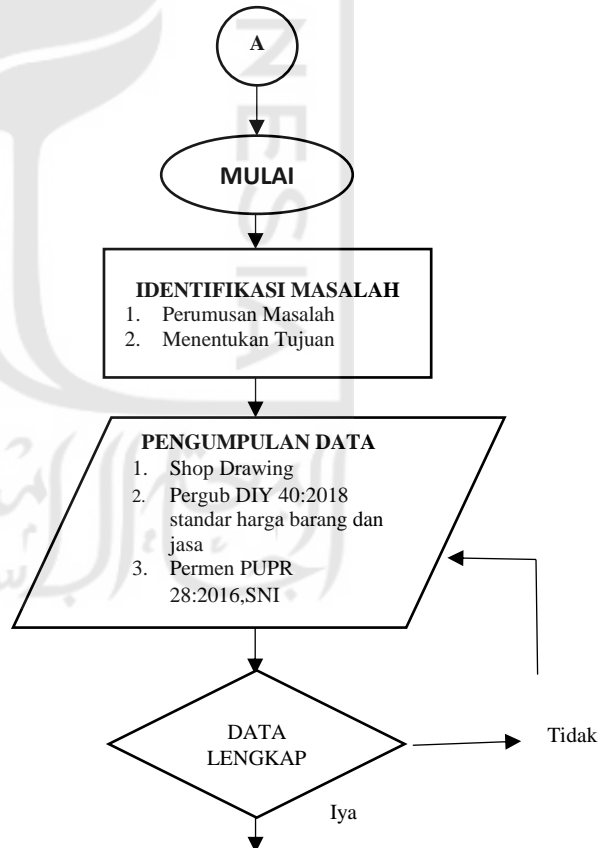 A
MULAI
IDENTIFIKASI MASALAH
1. Perumusan Masalah
2. Menentukan Tujuan
PENGUMPULAN DATA
1. Shop Drawing
2. Pergub DIY 40:2018
standar harga barang dan
jasa
3. Permen PUPR
28:2016,SNI
DATA
LENGKAP
Tidak
Iya
NESIA